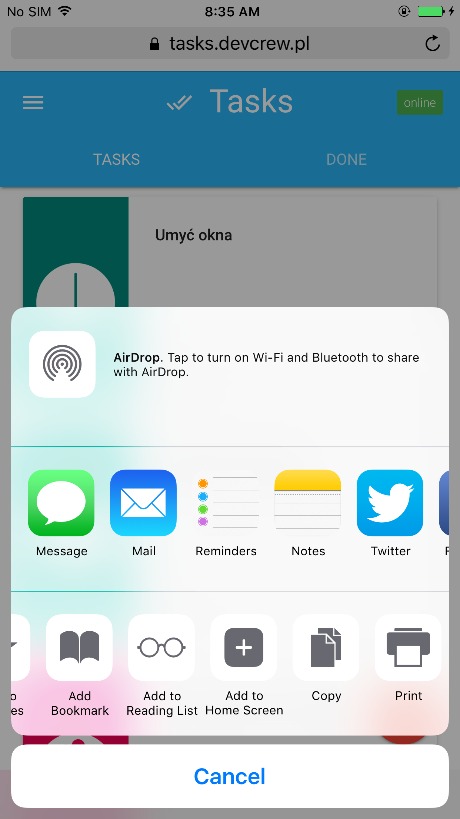 No SIM 8:35 AM
tasks.devcrew.pl
Tasks
online
TASKS DONE
Umyć okna
AirDrop. Tap to turn on Wi-Fi and Bluetooth to share
with AirDrop.
Message Mail Reminders Notes Twitter
Add
Bookmark
Add to
Reading List
Add to
Home Screen
Copy
Print
Cancel